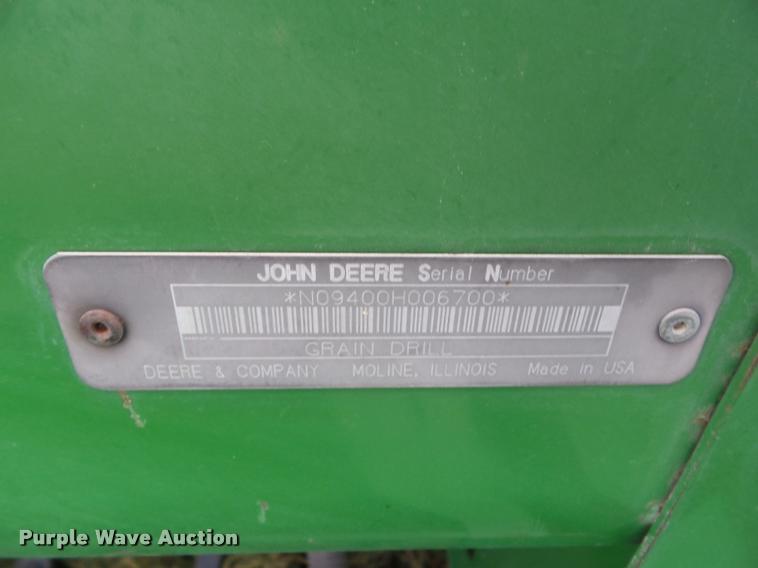 JOHN DEERE Serial Number
*N09400H006700*
GRAIN DRILL
DEERE & COMPANY MOLINE, ILLINOIS Made in USA
Purple Wave Auction